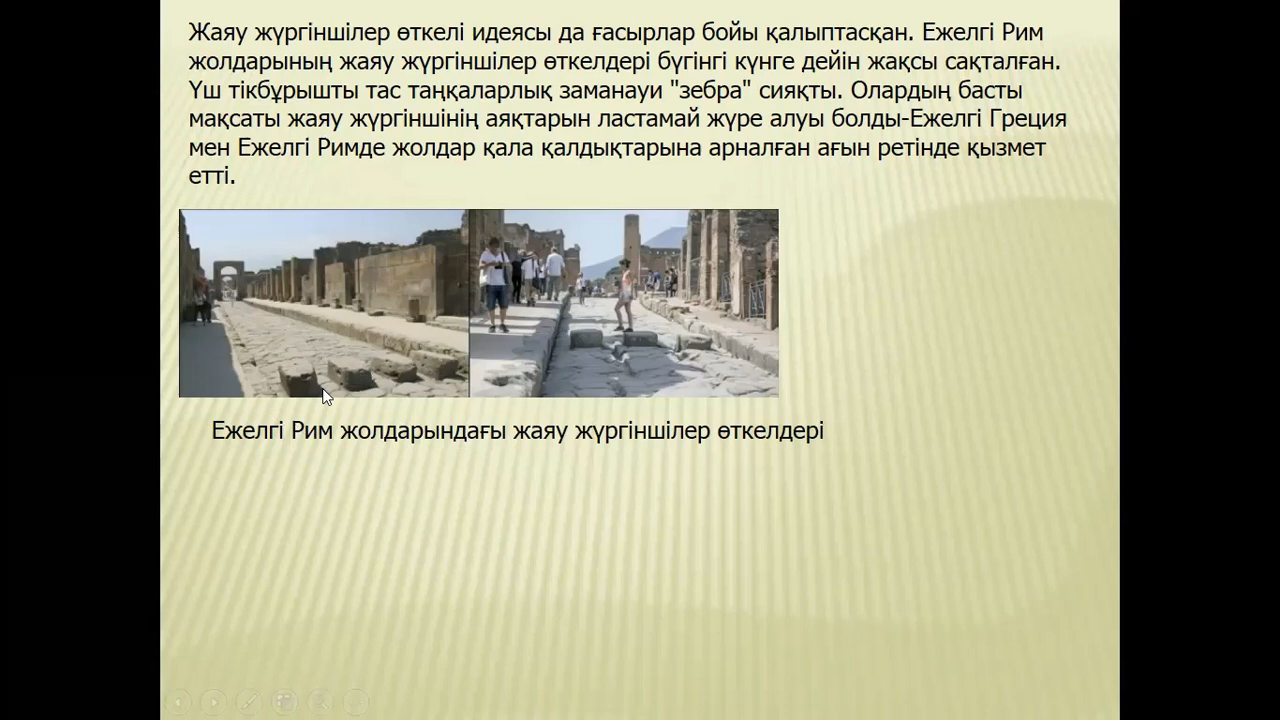 Жаяу жүргіншілер өткелі идеясы да ғасырлар бойы қалыптасқан. Ежелгі Рим
жолдарының жаяу жүргіншілер өткелдері бүгінгі күнге дейін жақсы сақталған.
Үш тікбұрышты тас таңқаларлық заманауи "зебра" сияқты. Олардың басты
мақсаты жаяу жүргіншінің аяқтарын ластамай жүре алуы болды-Ежелгі Греция
мен Ежелгі Римде жолдар қала қалдықтарына арналған ағын ретінде қызмет
етті.
Ежелгі Рим жолдарындағы жаяу жүргіншілер өткелдері